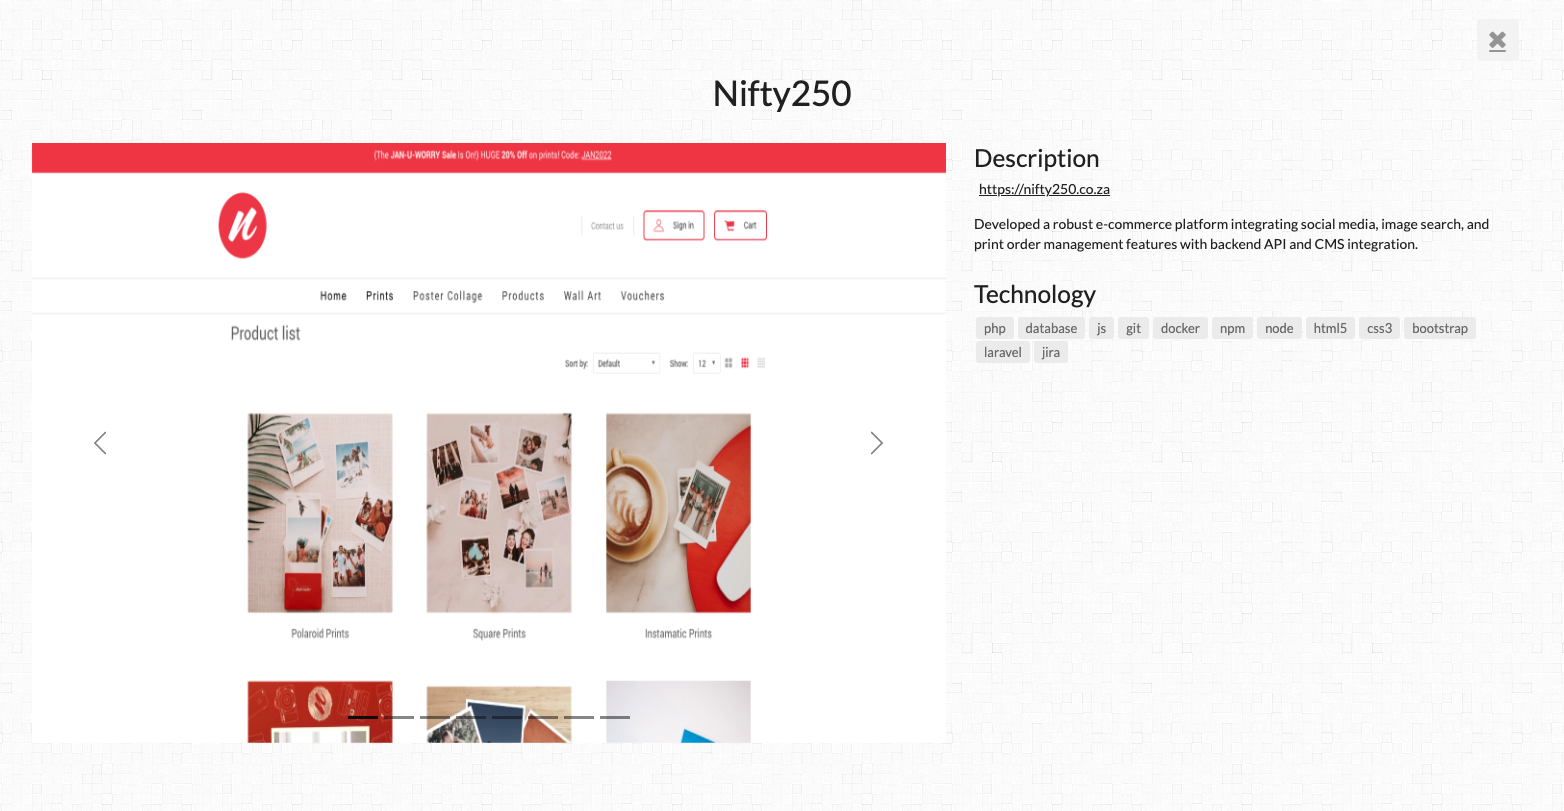 Nifty250
(The JAN-U-WORRY Sale Is On!) HUGE 20% Off on prints! Code: JAN2022
n
Contact us
Sign in
Cart
Home Prints Poster Collage Products Wall Art Vouchers
Product list
Sort by: Default Show: 12
Polaroid Prints Square Prints Instamatic Prints
Description
https://nifty250.co.za
Developed a robust e-commerce platform integrating social media, image search, and
print order management features with backend API and CMS integration.
Technology
php database js git docker npm node html5 css3 bootstrap
laravel jira